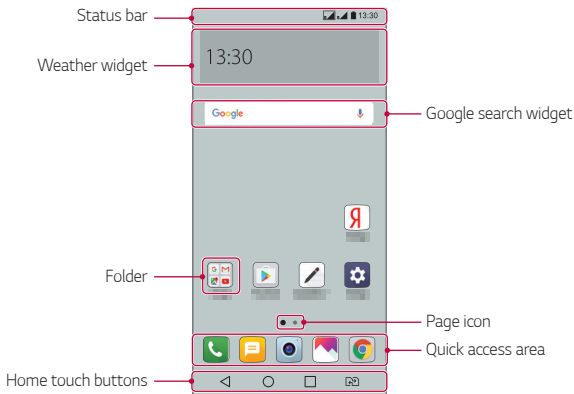 Status bar
13:30
Weather widget
13:30
Google
Google search widget
Я
Folder
Page icon
Quick access area
Home touch buttons